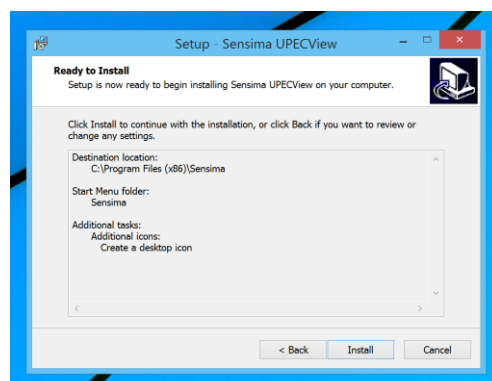 Setup - Sensima UPECView
Ready to Install
Setup is now ready to begin installing Sensima UPECView on your computer.
Click Install to continue with the installation, or click Back if you want to review or
change any settings.
Destination location:
C:\Program Files (x86)\Sensima
Start Menu folder:
Sensima
Additional tasks:
Additional icons:
Create a desktop icon
< Back
Install
Cancel